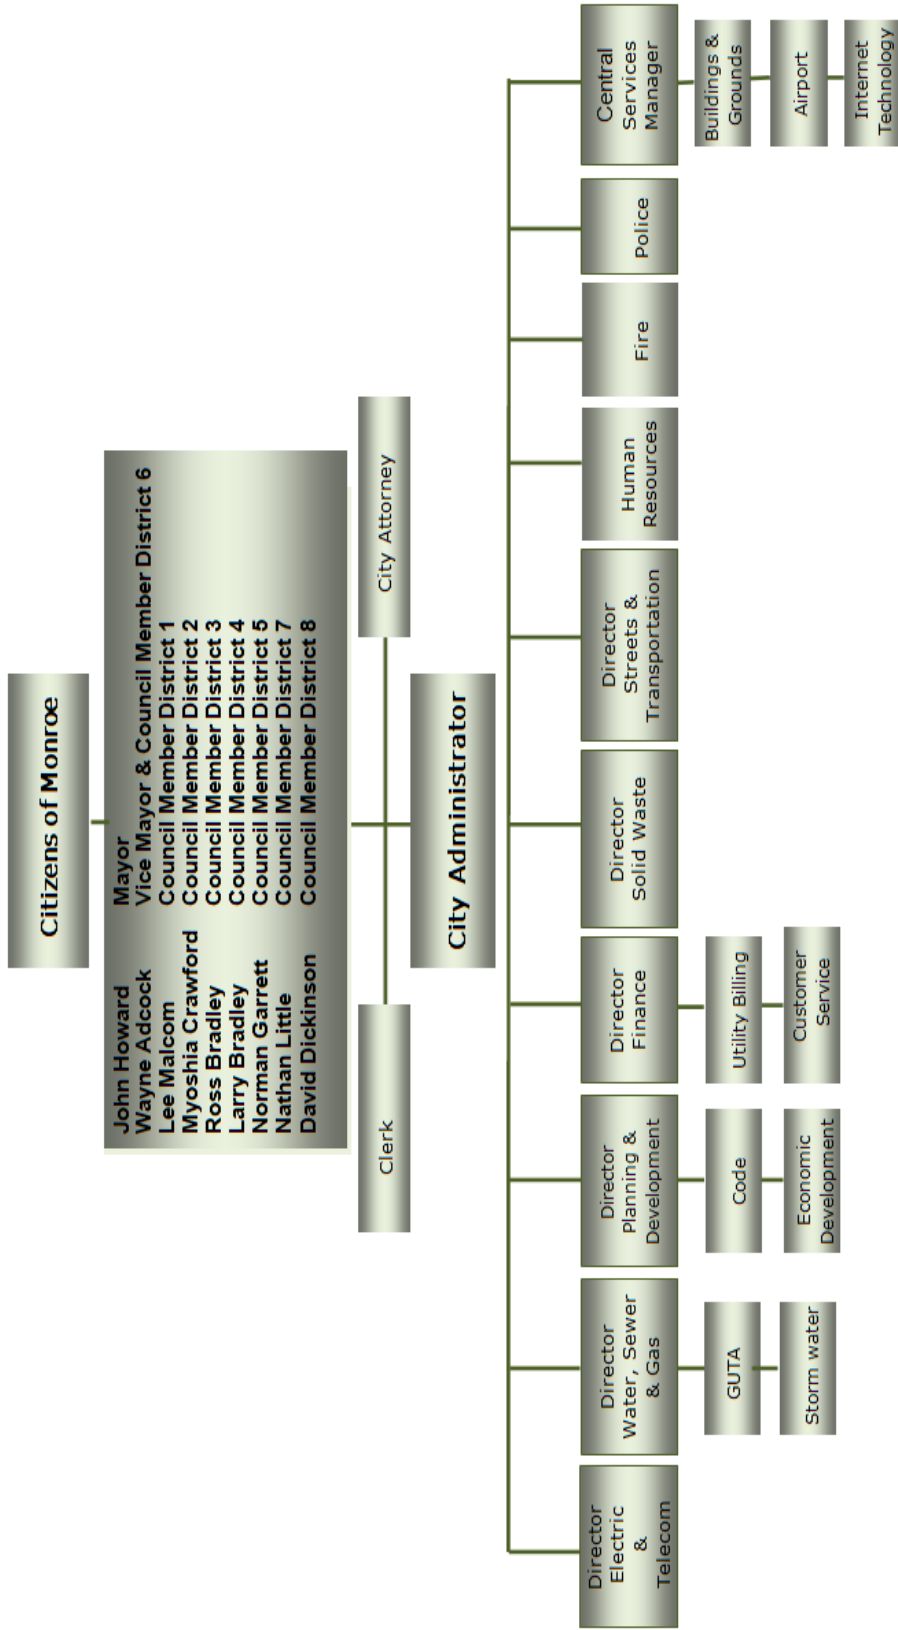 Citizens of Monroe
John Howard Mayor
Wayne Adcock Vice Mayor & Council Member District 6
Lee Malcom Council Member District 1
Myoshia Crawford Council Member District 2
Ross Bradley Council Member District 3
Larry Bradley Council Member District 4
Norman Garrett Council Member District 5
Nathan Little Council Member District 7
David Dickinson Council Member District 8
Clerk
City Attorney
City Administrator
Director
Electric
&
Telecom
Director
Water, Sewer
& Gas
GUTA
Storm water
Director
Planning &
Development
Code
Economic
Development
Director
Finance
Utility Billing
Customer
Service
Director
Solid Waste
Director
Streets &
Transportation
Human
Resources
Fire
Police
Central
Services
Manager
Buildings &
Grounds
Airport
Internet
Technology